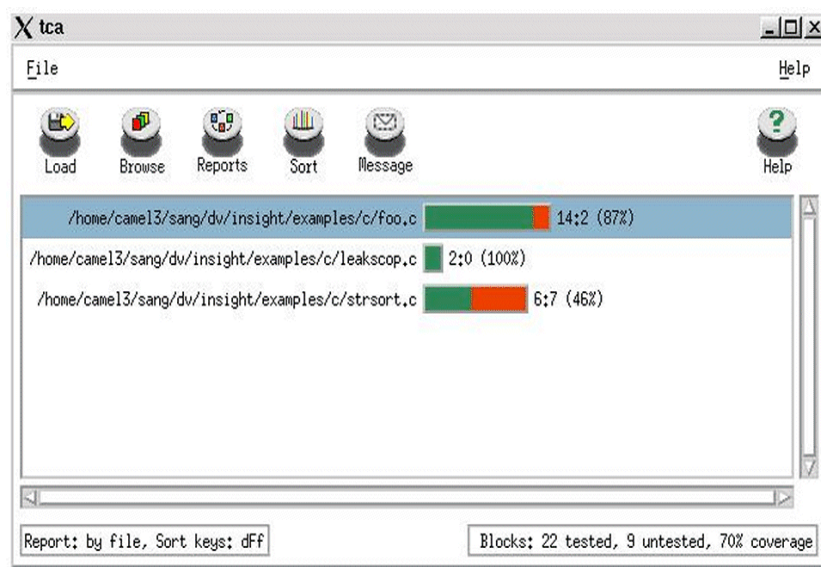 tca
File Help
Load Browse Reports Sort Message Help
/home/camel3/sang/dv/insight/examples/c/foo.c 14:2 (87%)
/home/camel3/sang/dv/insight/examples/c/leakscop.c 2:0 (100%)
/home/camel3/sang/dv/insight/examples/c/strsort.c 6:7 (46%)
Report: by file, Sort keys: dFf Blocks: 22 tested, 9 untested, 70% coverage